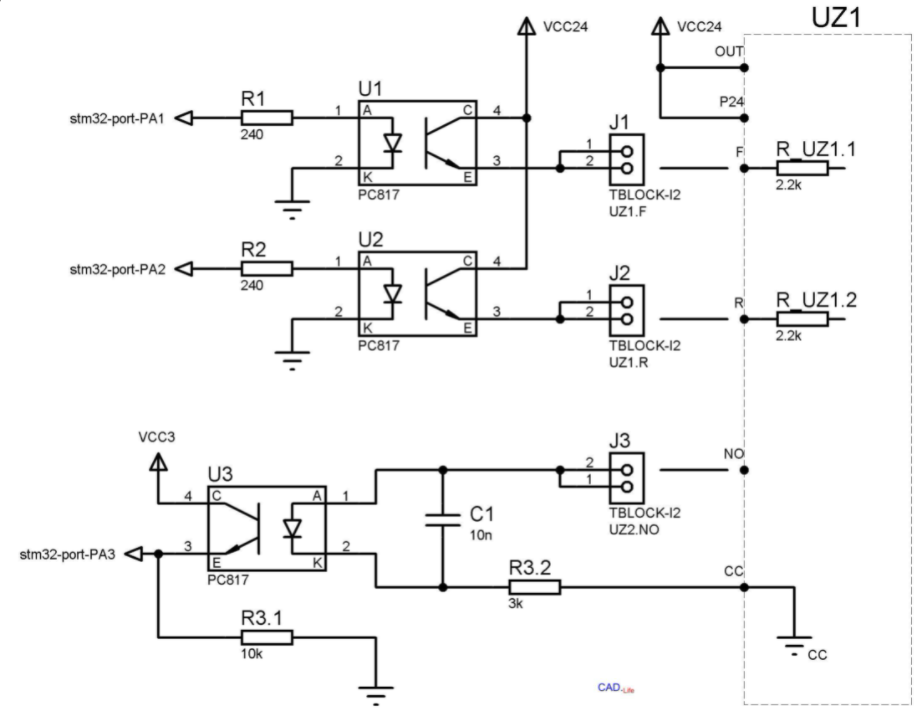 UZ1
VCC24
VCC24
OUT
P24
U1
R1
stm32-port-PA1
240
1
A
C
4
2
K
E
3
PC817
J1
1
2
TBLOCK-I2
UZ1.F
F
R_UZ1.1
2.2k
U2
R2
stm32-port-PA2
240
1
A
C
4
2
K
E
3
PC817
J2
1
2
TBLOCK-I2
UZ1.R
R
R_UZ1.2
2.2k
VCC3
U3
4
C
A
1
stm32-port-PA3
3
E
K
2
PC817
R3.1
10k
C1
10n
J3
2
1
TBLOCK-I2
UZ2.NO
NO
R3.2
3k
CC
CC
CAD-Life